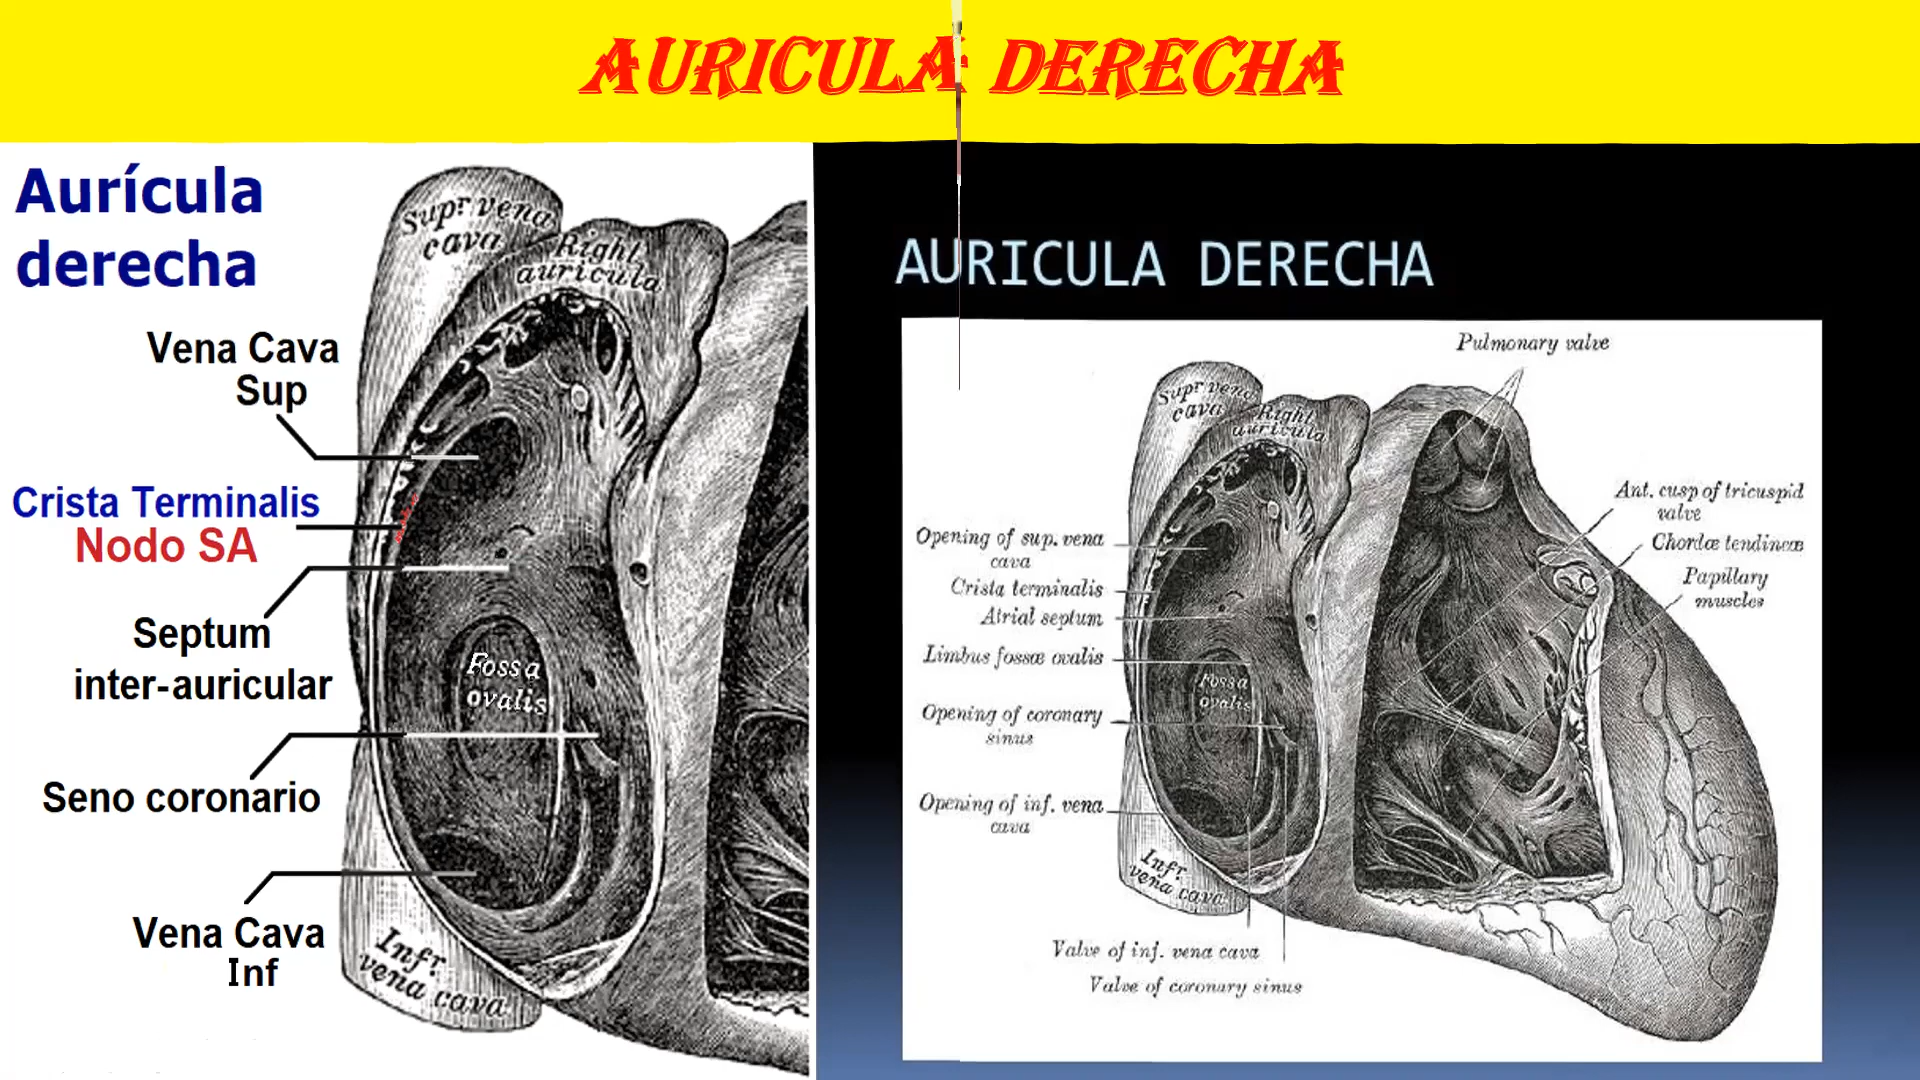 AURICULA DERECHA
Aurícula
derecha
Supr vena
cava
Right
auricula
Vena Cava
Sup
Crista Terminalis
Nodo SA
Septum
inter-auricular
Fossa
ovalis
Seno coronario
Vena Cava
Inf
Infr.
vena cava
AURICULA DERECHA
Pulmonary valve
Supr vena
cava
Right
auricula
Ant. cusp of tricuspid
valve
Chordæ tendineæ
Papillary
muscles
Opening of sup. vena
cava
Crista terminalis
Atrial septum
Limbus fossæ ovalis
Fossa
ovalis
Opening of coronary
sinus
Opening of inf. vena
cava
Infr.
vena cava
Valve of inf. vena cava
Valve of coronary sinus